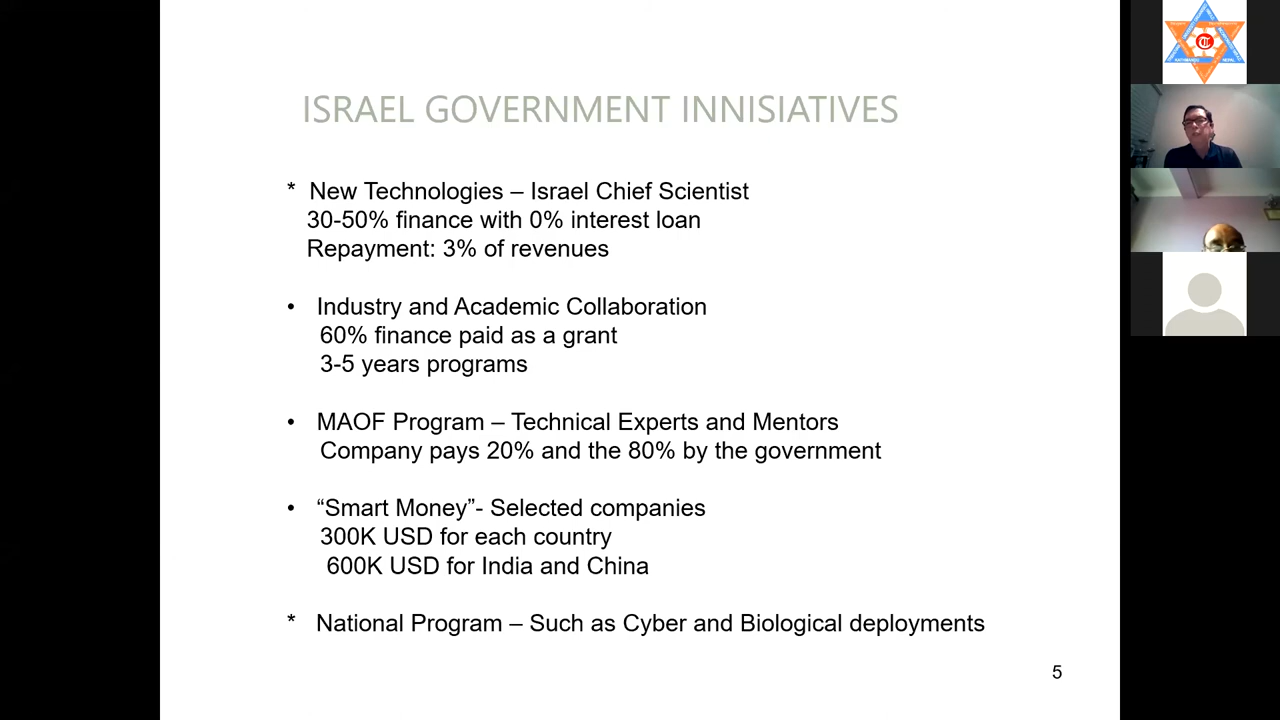 ISRAEL GOVERNMENT INNISIATIVES
* New Technologies – Israel Chief Scientist
30-50% finance with 0% interest loan
Repayment: 3% of revenues
• Industry and Academic Collaboration
60% finance paid as a grant
3-5 years programs
• MAOF Program – Technical Experts and Mentors
Company pays 20% and the 80% by the government
• “Smart Money”- Selected companies
300K USD for each country
600K USD for India and China
* National Program – Such as Cyber and Biological deployments
5